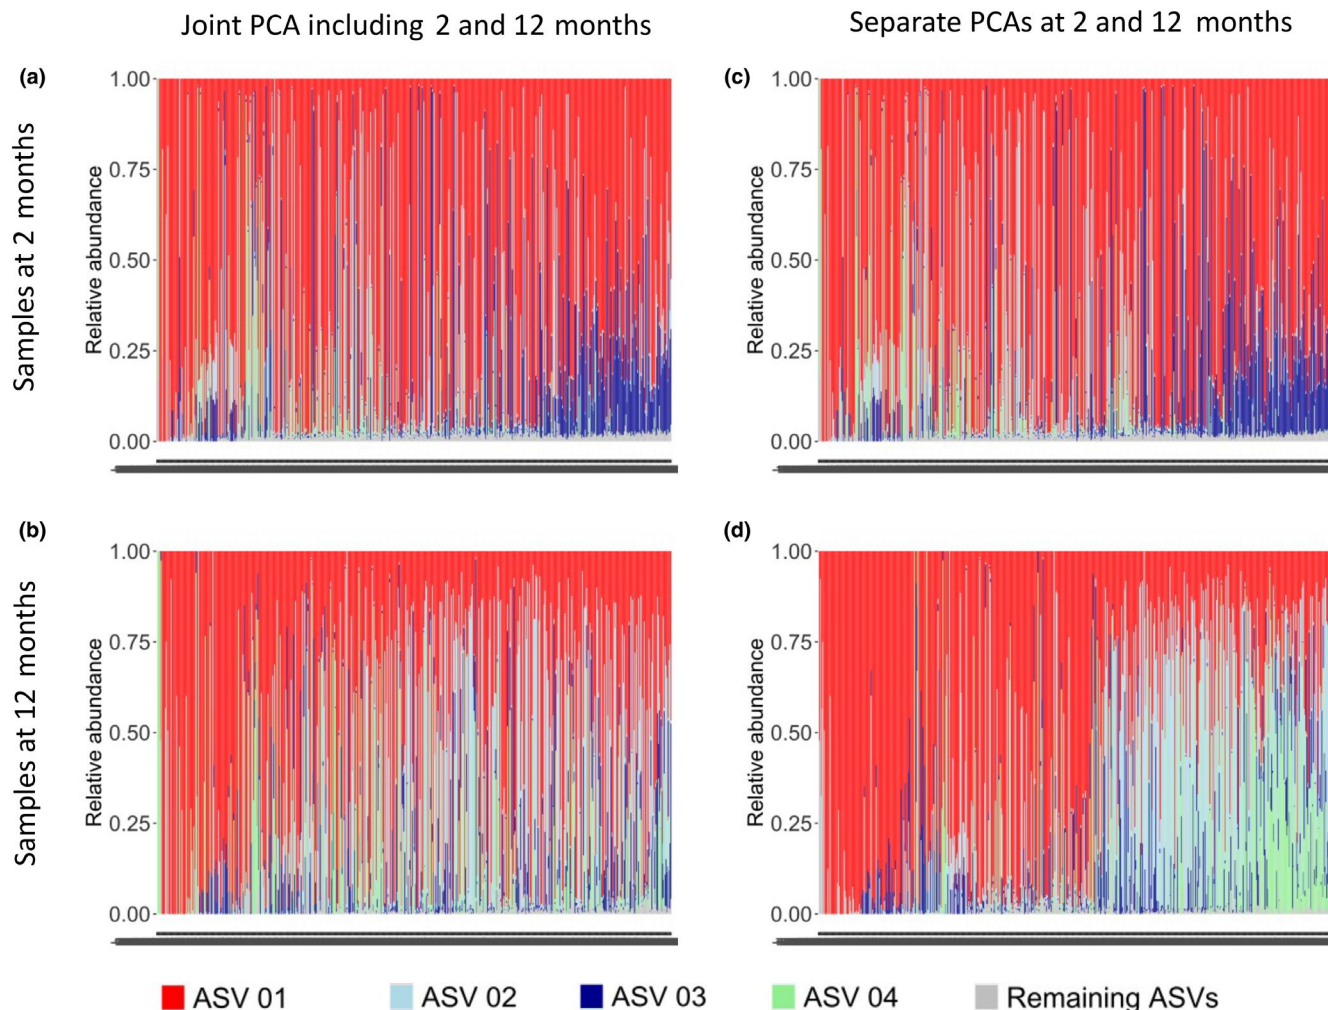 Joint PCA including 2 and 12 months
Separate PCAs at 2 and 12 months
Samples at 2 months
(a)
1.00
0.75
0.50
0.25
0.00
Relative abundance
(c)
1.00
0.75
0.50
0.25
0.00
Relative abundance
Samples at 12 months
(b)
1.00
0.75
0.50
0.25
0.00
Relative abundance
(d)
1.00
0.75
0.50
0.25
0.00
Relative abundance
ASV 01 ASV 02 ASV 03 ASV 04 Remaining ASVs